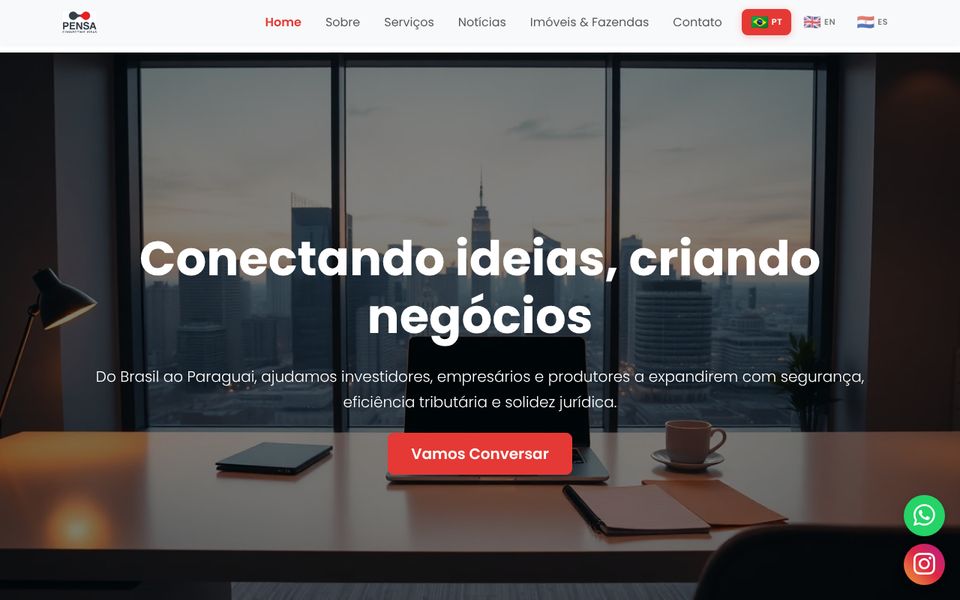 PENSA
Home
Sobre
Serviços
Notícias
Imóveis & Fazendas
Contato
PT
EN
ES
Conectando ideias, criando
negócios
Do Brasil ao Paraguai, ajudamos investidores, empresários e produtores a expandirem com segurança,
eficiência tributária e solidez jurídica.
Vamos Conversar